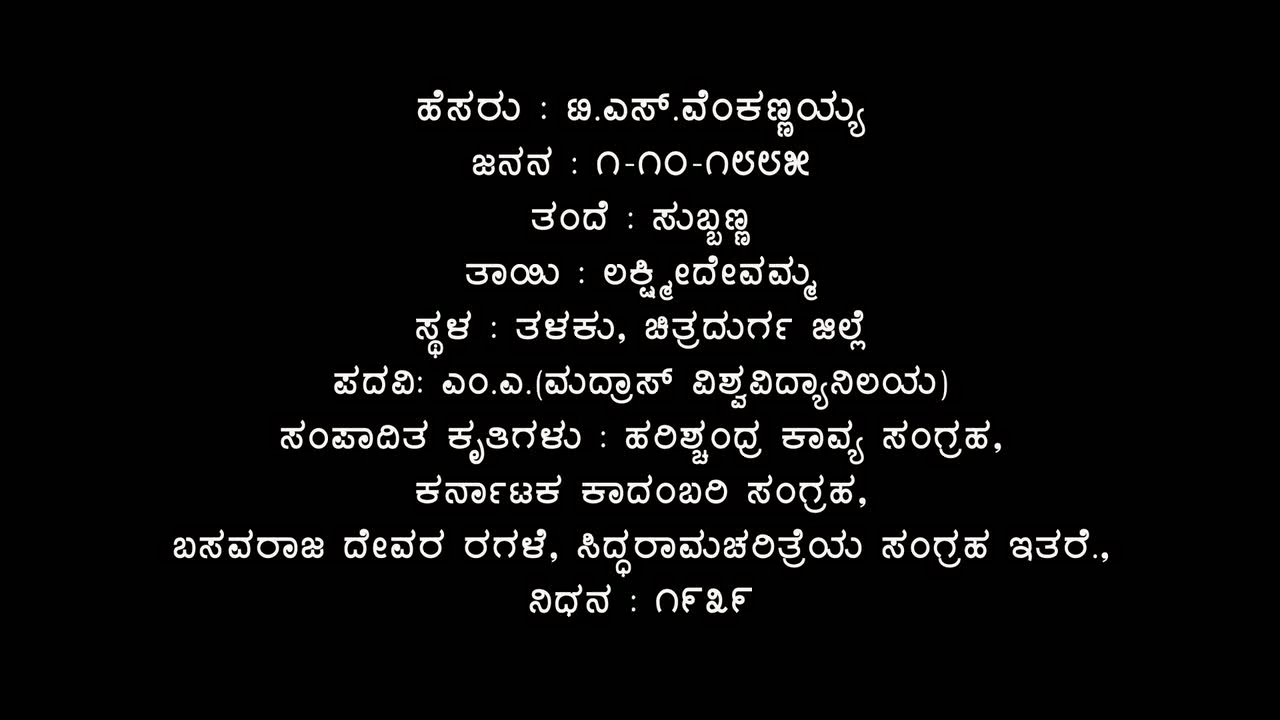 ಹೆಸರು : ಟಿ.ಎಸ್.ವೆಂಕಣ್ಣಯ್ಯ
ಜನನ : ೧-೧೦-೧೮೮೫
ತಂದೆ : ಸುಬ್ಬಣ್ಣ
ತಾಯಿ : ಲಕ್ಷ್ಮೀದೇವಮ್ಮ
ಸ್ಥಳ : ತಳಕು, ಚಿತ್ರದುರ್ಗ ಜಿಲ್ಲೆ
ಪದವಿ: ಎಂ.ಎ.(ಮದ್ರಾಸ್ ವಿಶ್ವವಿದ್ಯಾನಿಲಯ)
ಸಂಪಾದಿತ ಕೃತಿಗಳು : ಹರಿಶ್ಚಂದ್ರ ಕಾವ್ಯ ಸಂಗ್ರಹ,
ಕರ್ನಾಟಕ ಕಾದಂಬರಿ ಸಂಗ್ರಹ,
ಬಸವರಾಜ ದೇವರ ರಗಳೆ, ಸಿದ್ಧರಾಮಚರಿತ್ರೆಯ ಸಂಗ್ರಹ ಇತರೆ.,
ನಿಧನ : ೧೯೩೯